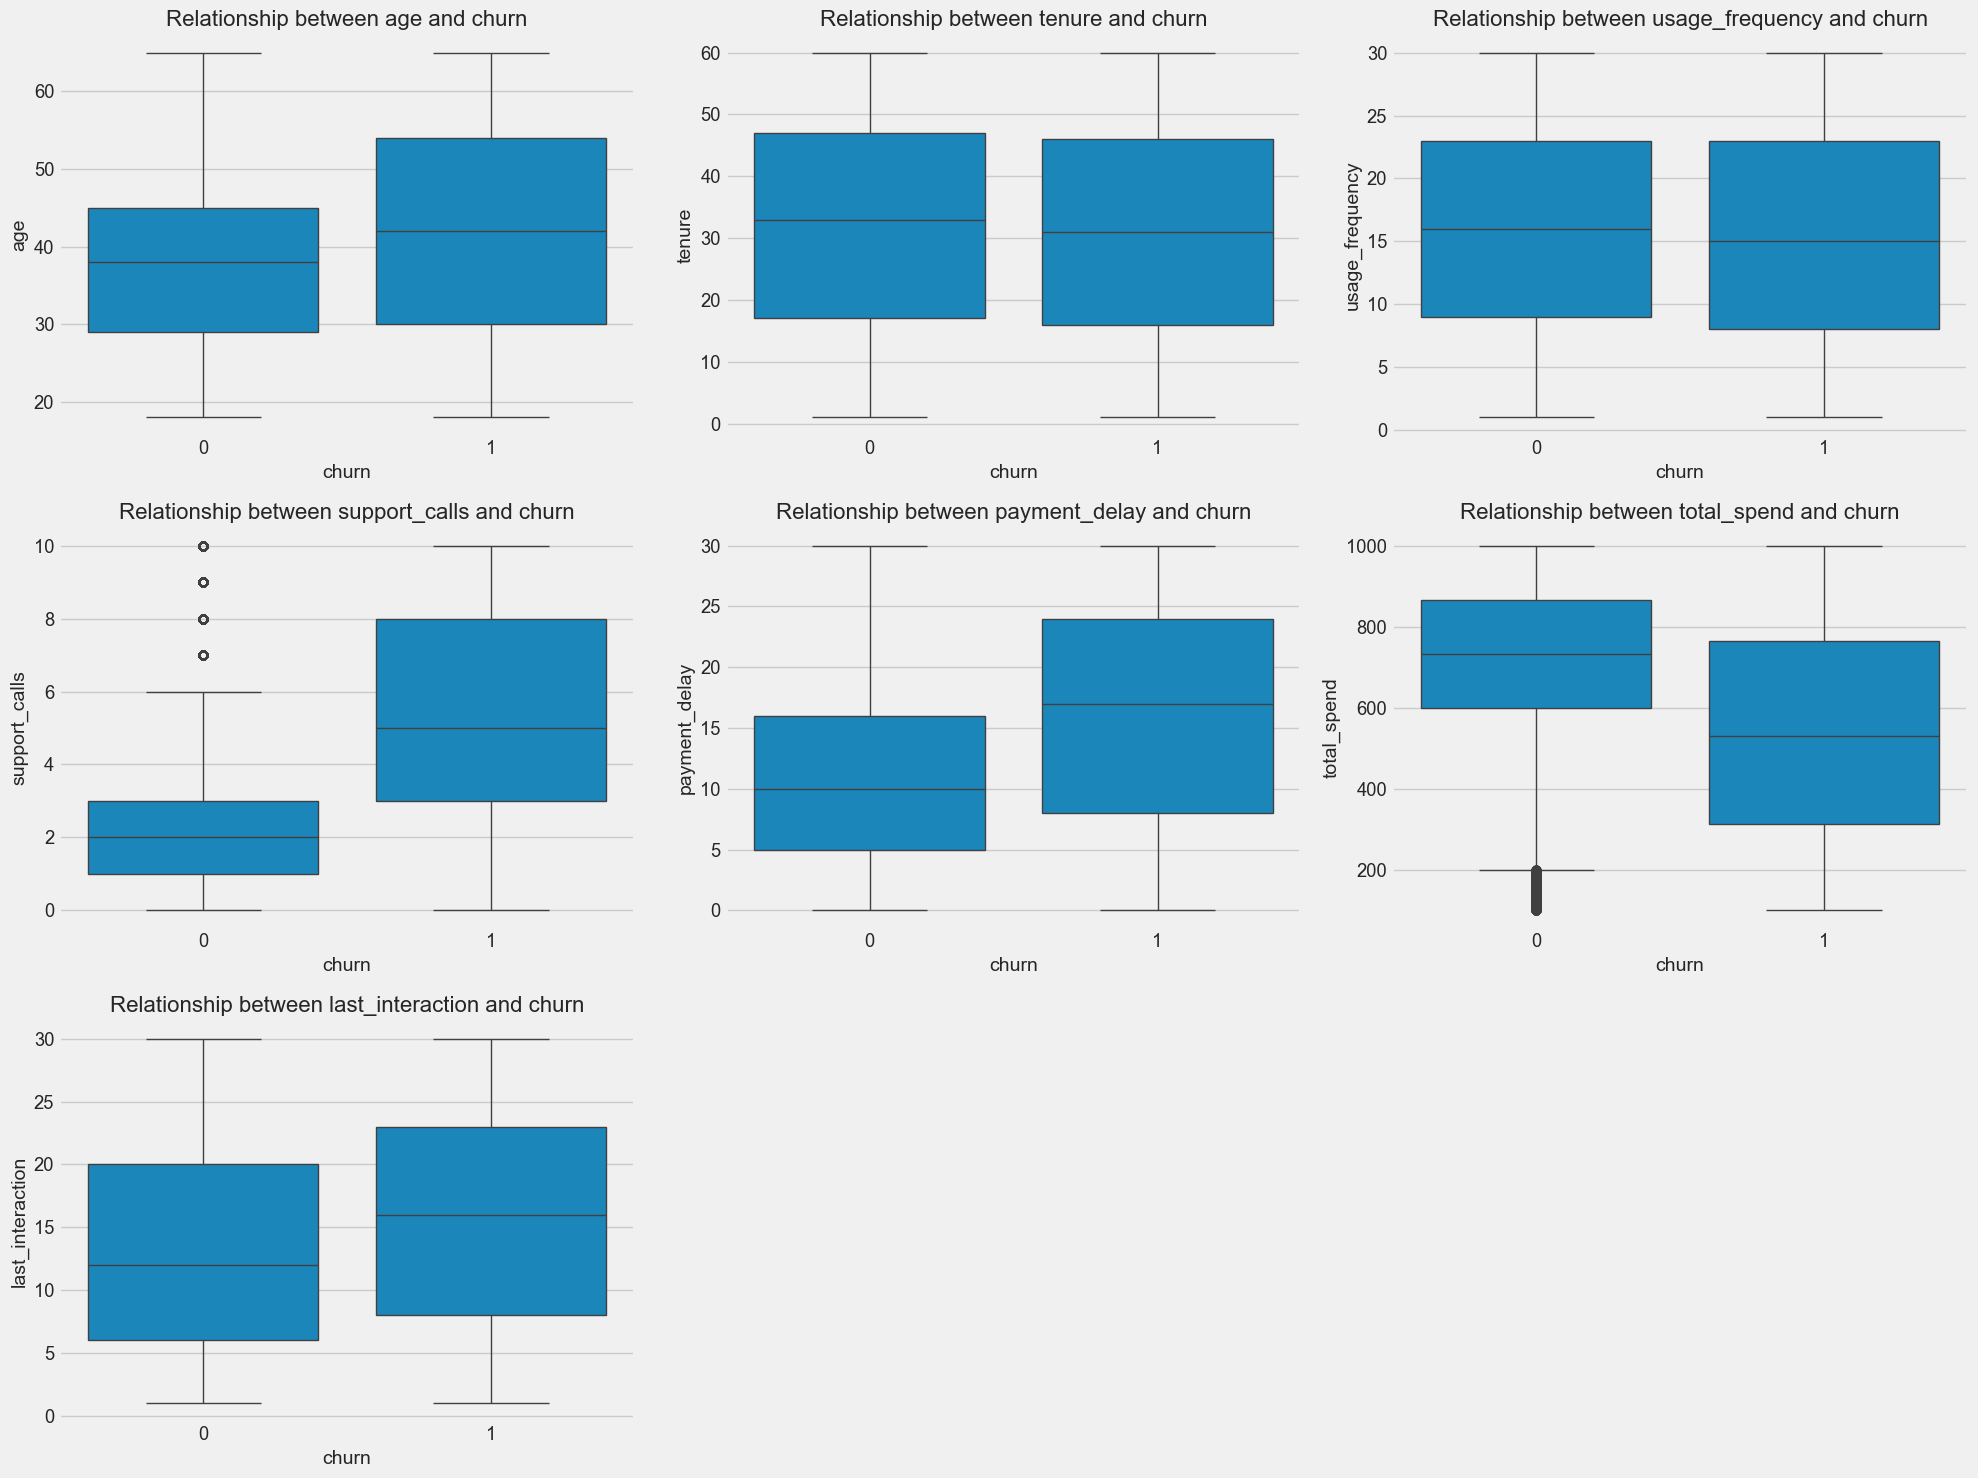 Relationship between age and churn
60
50
40
30
20
age
0
1
churn
Relationship between tenure and churn
60
50
40
30
20
10
0
tenure
0
1
churn
Relationship between usage_frequency and churn
30
25
20
15
10
5
0
usage_frequency
0
1
churn
Relationship between support_calls and churn
10
8
6
4
2
0
support_calls
0
1
churn
Relationship between payment_delay and churn
30
25
20
15
10
5
0
payment_delay
0
1
churn
Relationship between total_spend and churn
1000
800
600
400
200
total_spend
0
1
churn
Relationship between last_interaction and churn
30
25
20
15
10
5
0
last_interaction
0
1
churn